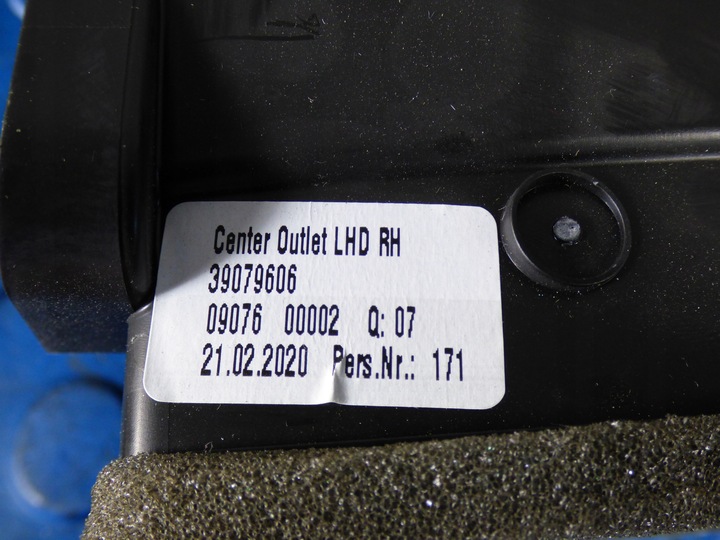 Center Outlet LHD RH
39079606
09076 00002 Q: 07
21.02.2020 Pers.Nr.: 171